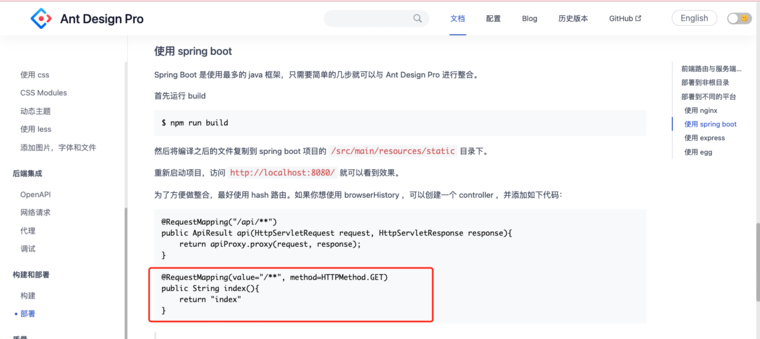 Ant Design Pro
文档
配置
Blog
历史版本
GitHub
English
使用 css
CSS Modules
动态主题
使用 less
添加图片，字体和文件
后端集成
OpenAPI
网络请求
代理
调试
构建和部署
构建
部署
使用 spring boot
Spring Boot 是使用最多的 java 框架，只需要简单的几步就可以与 Ant Design Pro 进行整合。
首先运行 build
$ npm run build
然后将编译之后的文件复制到 spring boot 项目的 /src/main/resources/static 目录下。
重新启动项目，访问 http://localhost:8080/ 就可以看到效果。
为了方便做整合，最好使用 hash 路由。如果你想使用 browserHistory ，可以创建一个 controller ，并添加如下代码：
@RequestMapping("/api/**")
public ApiResult api(HttpServletRequest request, HttpServletResponse response){
return apiProxy.proxy(request, response);
}
@RequestMapping(value="/**", method=HTTPMethod.GET)
public String index(){
return "index"
}
前端路由与服务端...
部署到非根目录
部署到不同的平台
使用 nginx
使用 spring boot
使用 express
使用 egg